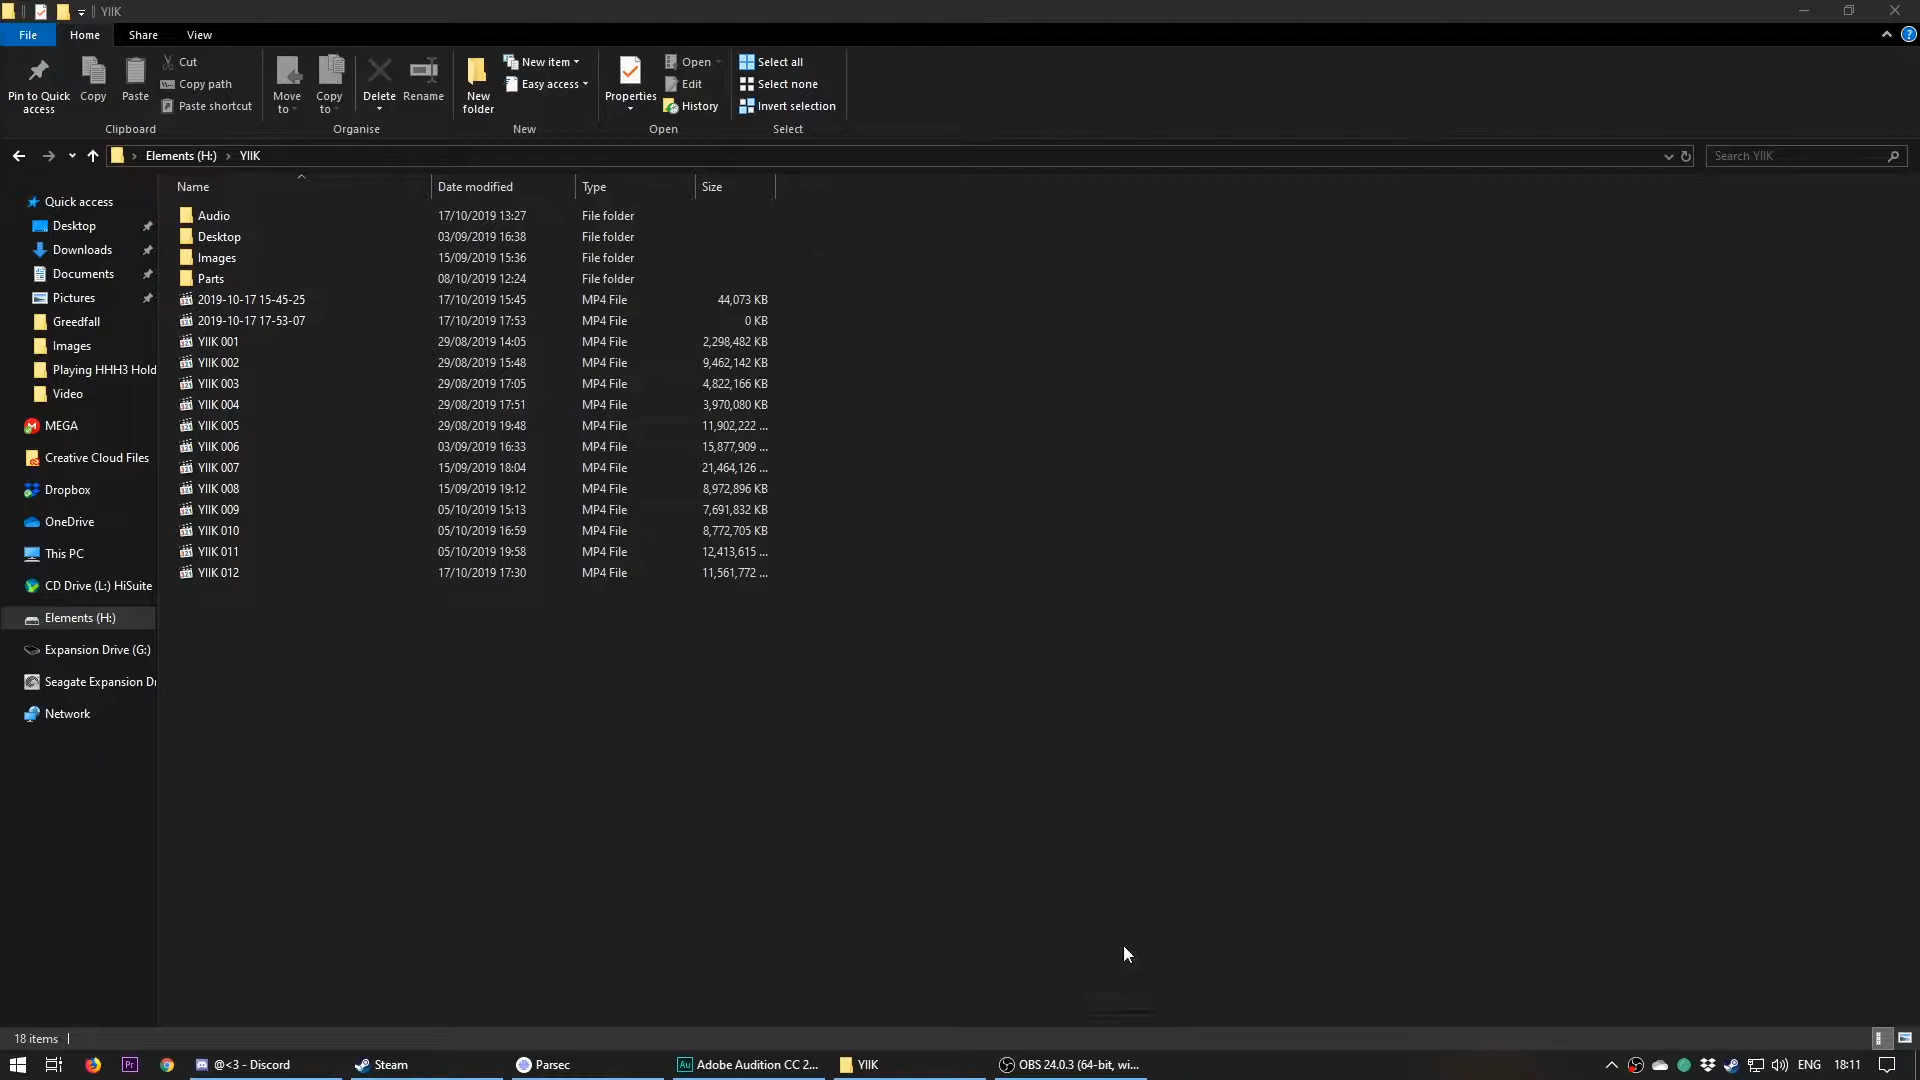 YIIK
File Home Share View
Pin to Quick access
Copy
Paste
Cut
Copy path
Paste shortcut
Clipboard
Move to
Copy to
Delete
Rename
Organise
New folder
New item
Easy access
New
Properties
Open
Edit
History
Open
Select all
Select none
Invert selection
Select
Elements (H:) YIIK
Search YIIK
Quick access
Desktop
Downloads
Documents
Pictures
Greedfall
Images
Playing HHH3 Hold
Video
MEGA
Creative Cloud Files
Dropbox
OneDrive
This PC
CD Drive (L:) HiSuite
Elements (H:)
Expansion Drive (G:)
Seagate Expansion Dr
Network
Name Date modified Type Size
Audio 17/10/2019 13:27 File folder
Desktop 03/09/2019 16:38 File folder
Images 15/09/2019 15:36 File folder
Parts 08/10/2019 12:24 File folder
2019-10-17 15-45-25 17/10/2019 15:45 MP4 File 44,073 KB
2019-10-17 17-53-07 17/10/2019 17:53 MP4 File 0 KB
YIIK 001 29/08/2019 14:05 MP4 File 2,298,482 KB
YIIK 002 29/08/2019 15:48 MP4 File 9,462,142 KB
YIIK 003 29/08/2019 17:05 MP4 File 4,822,166 KB
YIIK 004 29/08/2019 17:51 MP4 File 3,970,080 KB
YIIK 005 29/08/2019 19:48 MP4 File 11,902,222 ...
YIIK 006 03/09/2019 16:33 MP4 File 15,877,909 ...
YIIK 007 15/09/2019 18:04 MP4 File 21,464,126 ...
YIIK 008 15/09/2019 19:12 MP4 File 8,972,896 KB
YIIK 009 05/10/2019 15:13 MP4 File 7,691,832 KB
YIIK 010 05/10/2019 16:59 MP4 File 8,772,705 KB
YIIK 011 05/10/2019 19:58 MP4 File 12,413,615 ...
YIIK 012 17/10/2019 17:30 MP4 File 11,561,772 ...
18 items
Pr
@<3 - Discord
Steam
Parsec
Au Adobe Audition CC 2...
YIIK
OBS 24.0.3 (64-bit, wi...
ENG 18:11